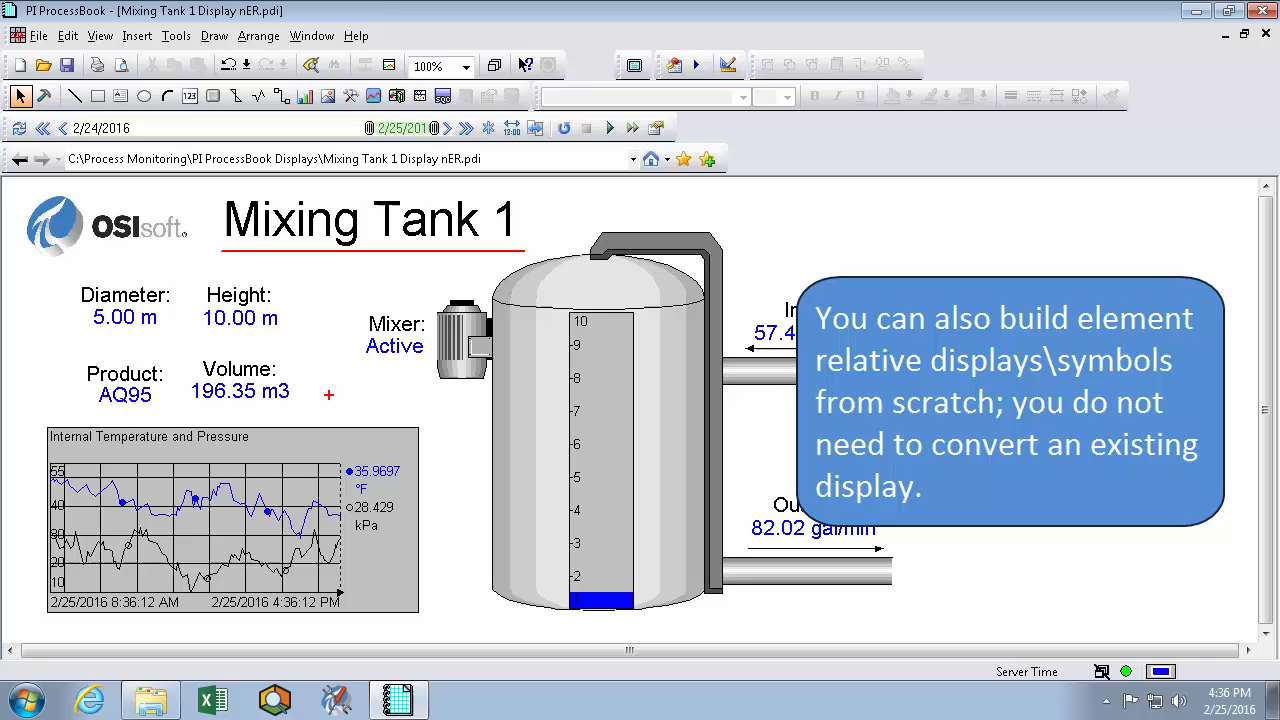 PI ProcessBook - [Mixing Tank 1 Display nER.pdi]
File Edit View Insert Tools Draw Arrange Window Help
100%
123
SQC
B I U
2/24/2016
2/25/201
12:00
C:\Process Monitoring\PI ProcessBook Displays\Mixing Tank 1 Display nER.pdi
OSIsoft.
Mixing Tank 1
Diameter: Height:
5.00 m 10.00 m
Product: Volume:
AQ95 196.35 m3
Mixer:
Active
Internal Temperature and Pressure
55
40
30
20
10
35.9697
°F
28.429
kPa
2/25/2016 8:36:12 AM 2/25/2016 4:36:12 PM
10
9
8
7
6
5
4
3
2
1
57.4
82.02 gal/min
You can also build element
relative displays\symbols
from scratch; you do not
need to convert an existing
display.
Server Time
4:36 PM
2/25/2016